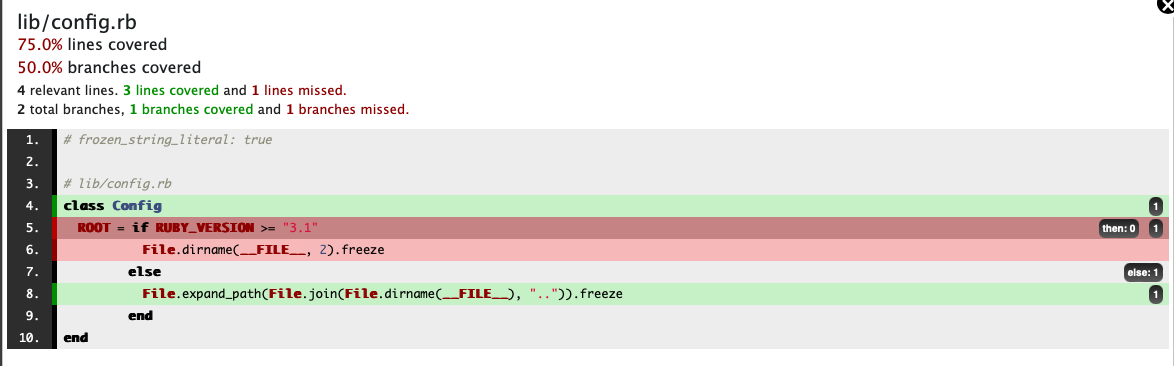 lib/config.rb
75.0% lines covered
50.0% branches covered
4 relevant lines. 3 lines covered and 1 lines missed.
2 total branches, 1 branches covered and 1 branches missed.
1. # frozen_string_literal: true
2.
3. # lib/config.rb
4. class Config 1
5. ROOT = if RUBY_VERSION >= "3.1" then: 0 1
6. File.dirname(__FILE__, 2).freeze
7. else else: 1
8. File.expand_path(File.join(File.dirname(__FILE__), "..")).freeze 1
9. end
10. end